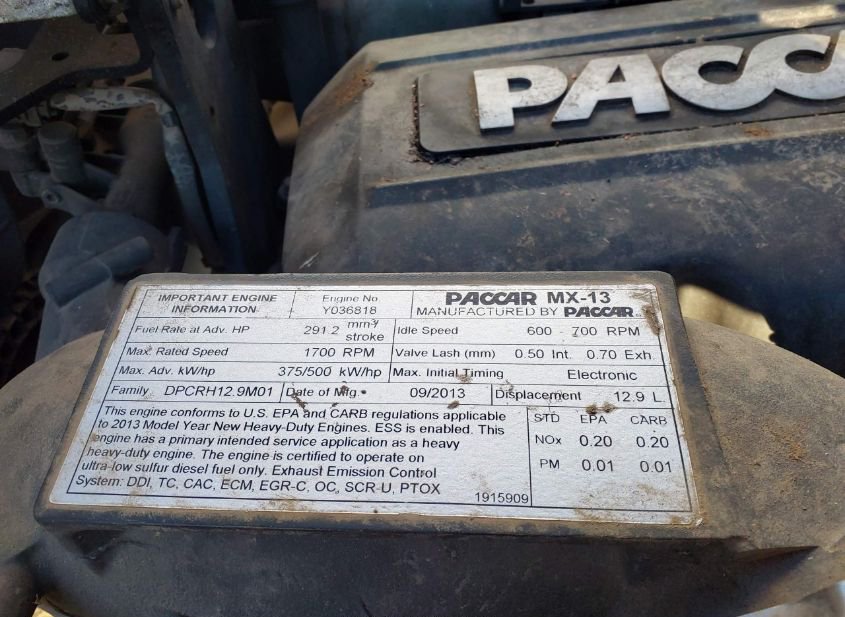 PACC
IMPORTANT ENGINE
INFORMATION
Engine No
Y036818
PACCAR MX-13
MANUFACTURED BY PACCAR
Fuel Rate at Adv. HP 291.2 mm³/
stroke
Idle Speed 600 - 700 RPM
Max. Rated Speed 1700 RPM
Valve Lash (mm) 0.50 Int. 0.70 Exh.
Max. Adv. kW/hp 375/500 kW/hp
Max. Initial Timing Electronic
Family DPCRH12.9M01
Date of Mfg. 09/2013
Displacement 12.9 L
This engine conforms to U.S. EPA and CARB regulations applicable
to 2013 Model Year New Heavy-Duty Engines. ESS is enabled. This
engine has a primary intended service application as a heavy
heavy-duty engine. The engine is certified to operate on
ultra-low sulfur diesel fuel only. Exhaust Emission Control
System: DDI, TC, CAC, ECM, EGR-C, OC, SCR-U, PTOX
1915909
STD EPA CARB
NOx 0.20 0.20
PM 0.01 0.01